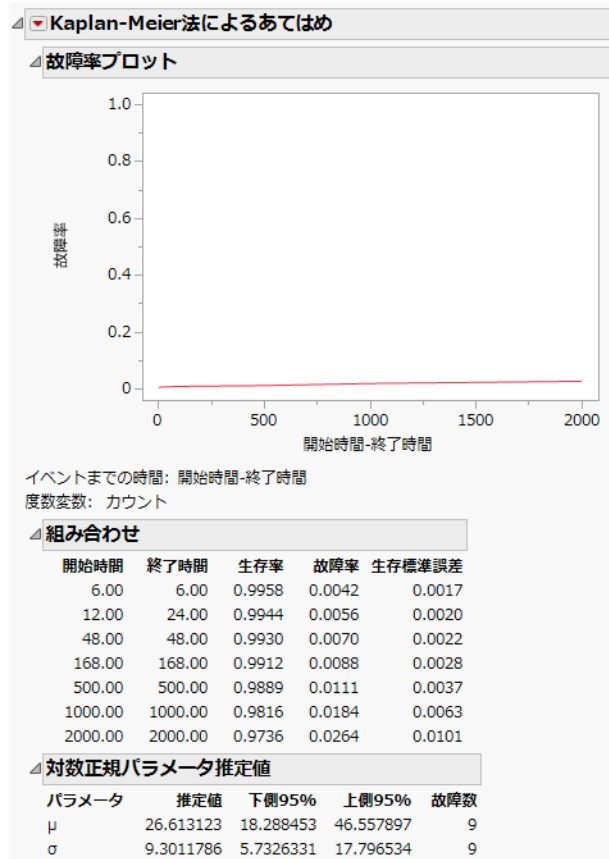 Kaplan-Meier法によるあてはめ
故障率プロット
1.0
0.8
0.6
0.4
0.2
0
故障率
0 500 1000 1500 2000
開始時間-終了時間
イベントまでの時間: 開始時間-終了時間
度数変数: カウント
組み合わせ
開始時間 終了時間 生存率 故障率 生存標準誤差
6.00 6.00 0.9958 0.0042 0.0017
12.00 24.00 0.9944 0.0056 0.0020
48.00 48.00 0.9930 0.0070 0.0022
168.00 168.00 0.9912 0.0088 0.0028
500.00 500.00 0.9889 0.0111 0.0037
1000.00 1000.00 0.9816 0.0184 0.0063
2000.00 2000.00 0.9736 0.0264 0.0101
対数正規パラメータ推定値
パラメータ 推定値 下側95% 上側95% 故障数
μ 26.613123 18.288453 46.557897 9
σ 9.3011786 5.7326331 17.796534 9